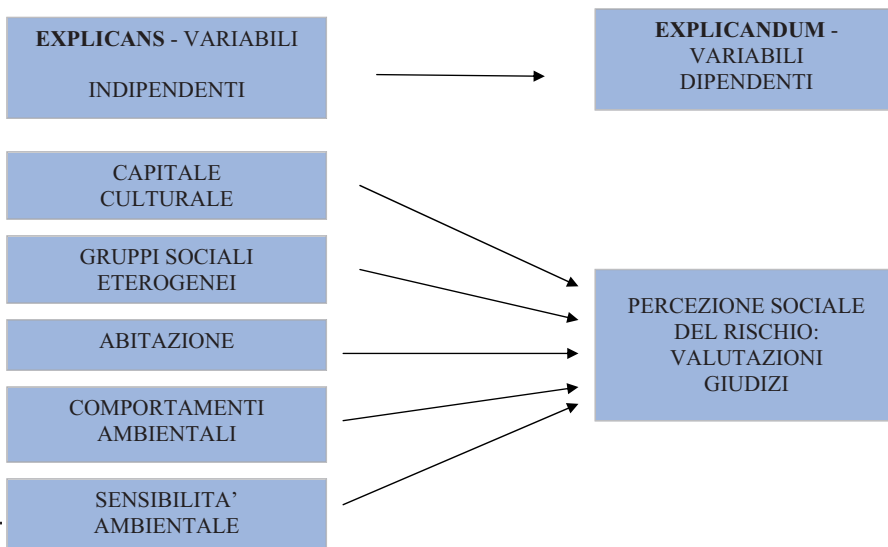 EXPLICANS - VARIABILI
INDIPENDENTI
EXPLICANDUM -
VARIABILI
DIPENDENTI
CAPITALE
CULTURALE
GRUPPI SOCIALI
ETEROGENEI
ABITAZIONE
COMPORTAMENTI
AMBIENTALI
SENSIBILITA’
AMBIENTALE
PERCEZIONE SOCIALE
DEL RISCHIO:
VALUTAZIONI
GIUDIZI